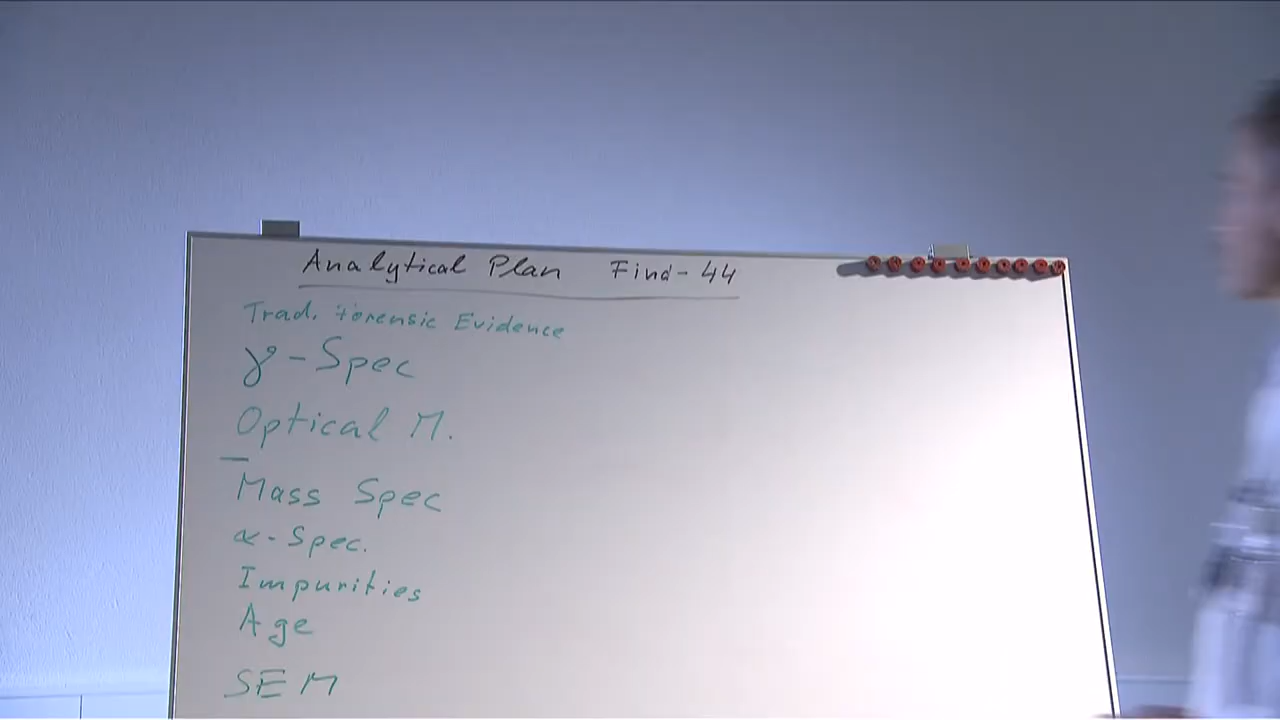 Analytical Plan Find-44
Trad. Forensic Evidence
γ-Spec
Optical M.
Mass Spec
α-Spec.
Impurities
Age
SEM